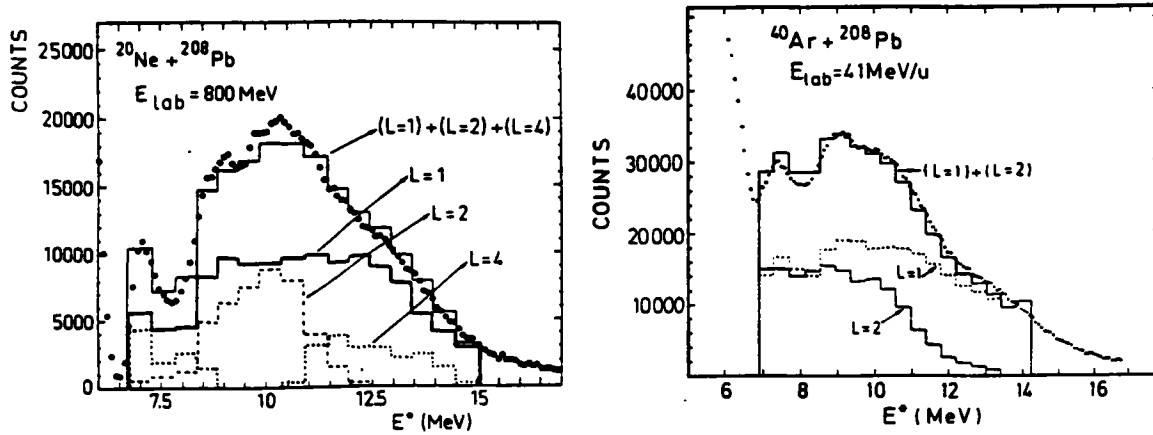 25000
20000
15000
10000
5000
0
COUNTS
²⁰Ne + ²⁰⁸Pb
E lab = 800 MeV
(L=1)+(L=2)+(L=4)
L=1
L=2
L=4
7.5
10
12.5
15
E* (MeV)
40000
30000
20000
10000
COUNTS
⁴⁰Ar + ²⁰⁸Pb
E lab = 41 MeV/u
(L=1)+(L=2)
L=1
L=2
6
8
10
12
14
16
E* (MeV)